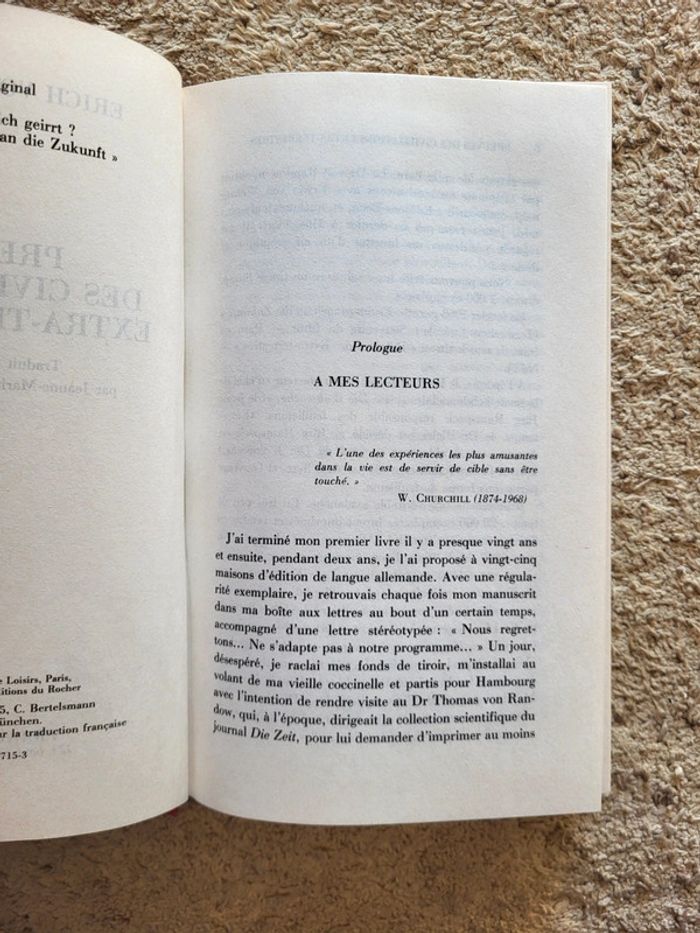 ginal
ch geirrt ?
an die Zukunft »
e Loisirs, Paris,
ditions du Rocher
5, C. Bertelsmann
ünchen.
r la traduction française
715-3
Prologue
A MES LECTEURS
« L'une des expériences les plus amusantes
dans la vie est de servir de cible sans être
touché. »
W. CHURCHILL (1874-1968)
J'ai terminé mon premier livre il y a presque vingt ans
et ensuite, pendant deux ans, je l'ai proposé à vingt-cinq
maisons d'édition de langue allemande. Avec une régula-
rité exemplaire, je retrouvais chaque fois mon manuscrit
dans ma boîte aux lettres au bout d'un certain temps,
accompagné d'une lettre stéréotypée : « Nous regret-
tons... Ne s'adapte pas à notre programme... » Un jour,
désespéré, je raclai mes fonds de tiroir, m'installai au
volant de ma vieille coccinelle et partis pour Hambourg
avec l'intention de rendre visite au Dr Thomas von Ran-
dow, qui, à l'époque, dirigeait la collection scientifique du
journal Die Zeit, pour lui demander d'imprimer au moins